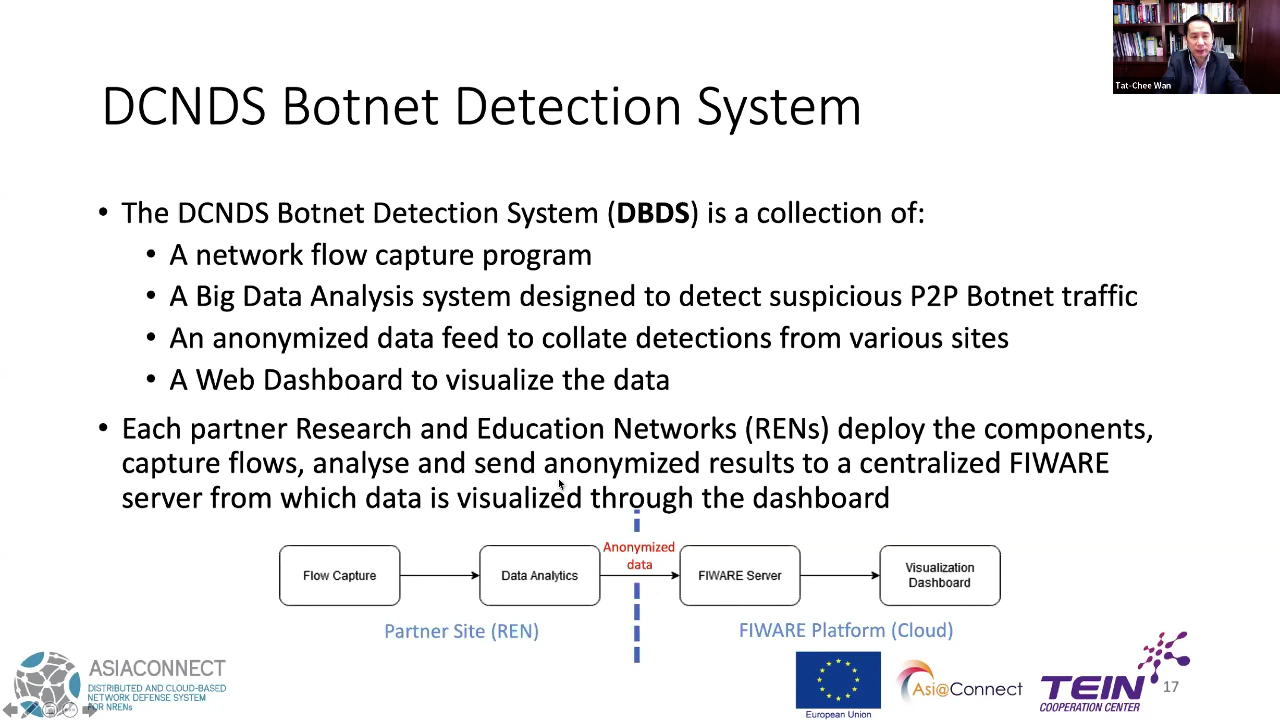 Tat-Chee Wan
DCNDS Botnet Detection System
• The DCNDS Botnet Detection System (DBDS) is a collection of:
• A network flow capture program
• A Big Data Analysis system designed to detect suspicious P2P Botnet traffic
• An anonymized data feed to collate detections from various sites
• A Web Dashboard to visualize the data
• Each partner Research and Education Networks (RENs) deploy the components,
capture flows, analyse and send anonymized results to a centralized FIWARE
server from which data is visualized through the dashboard
Flow Capture
Data Analytics
Anonymized
data
FIWARE Server
Visualization
Dashboard
Partner Site (REN)
FIWARE Platform (Cloud)
ASIACONNECT
DISTRIBUTED AND CLOUD-BASED
NETWORK DEFENSE SYSTEM
FOR NRENs
European Union
Asi@Connect
TEIN
COOPERATION CENTER
17